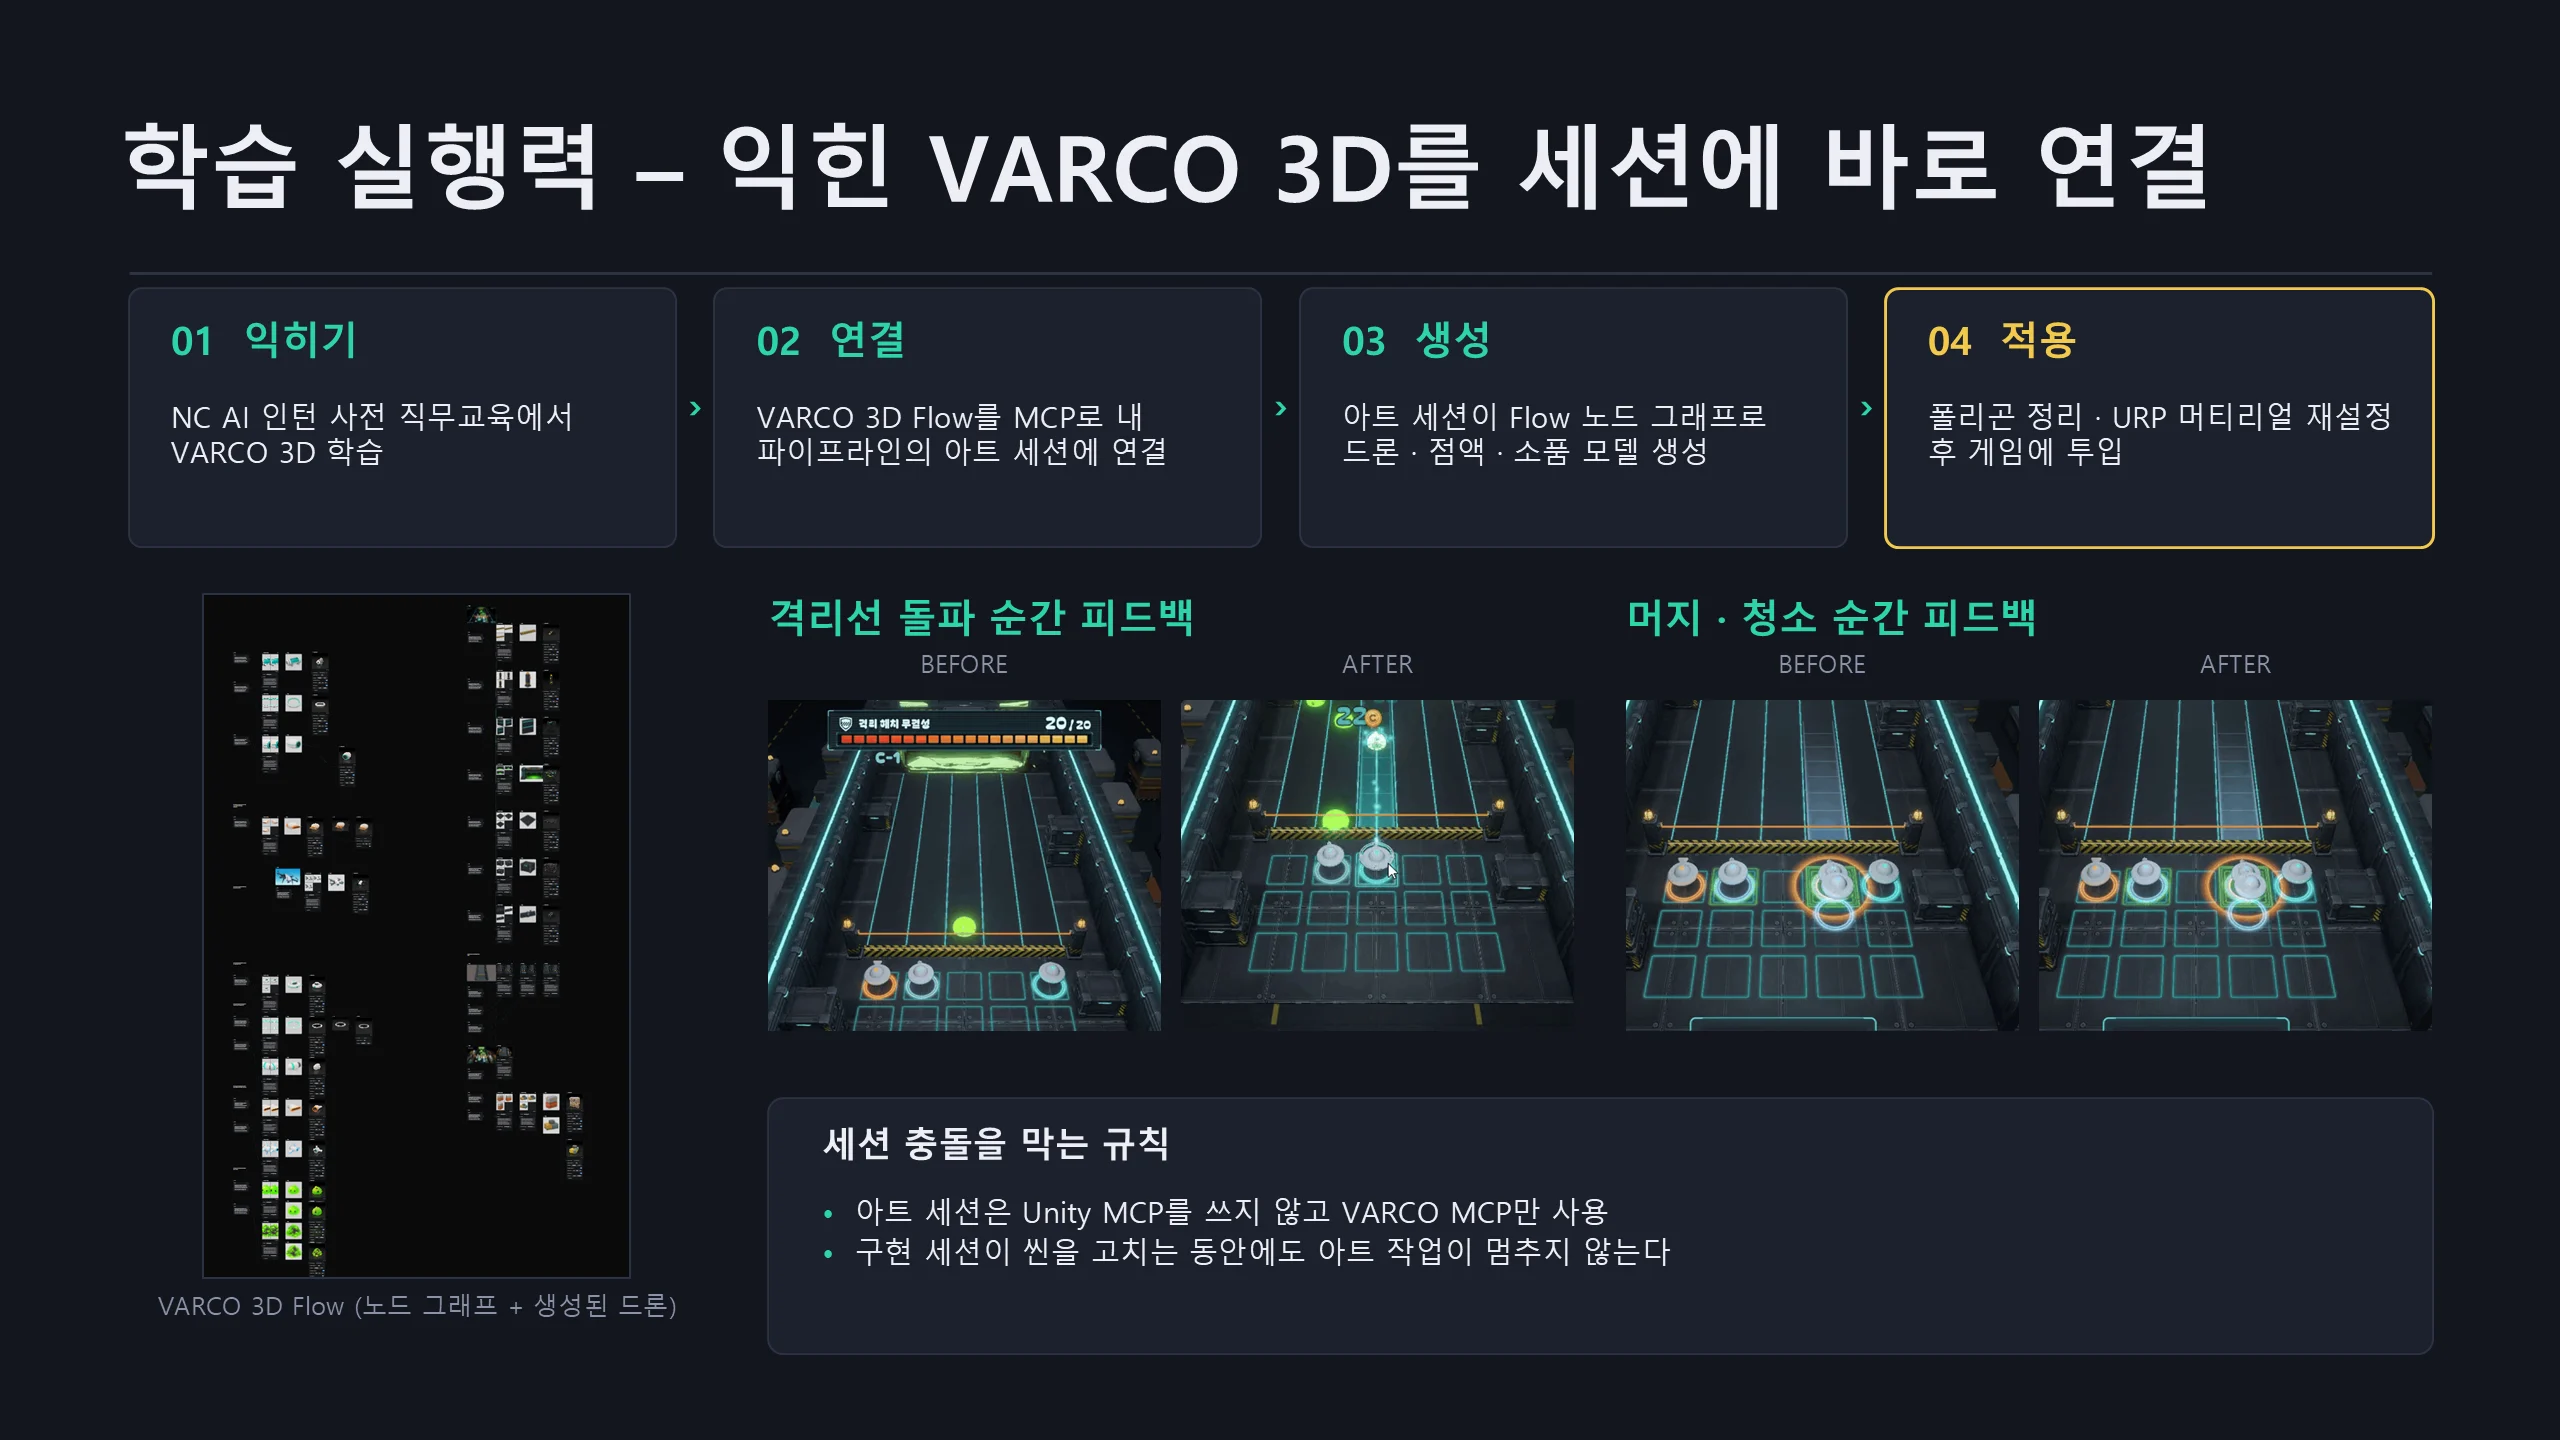 학습 실행력 – 익힌 VARCO 3D를 세션에 바로 연결
01 익히기
NC AI 인턴 사전 직무교육에서
VARCO 3D 학습
›
02 연결
VARCO 3D Flow를 MCP로 내
파이프라인의 아트 세션에 연결
›
03 생성
아트 세션이 Flow 노드 그래프로
드론 · 점액 · 소품 모델 생성
›
04 적용
폴리곤 정리 · URP 머티리얼 재설정
후 게임에 투입
VARCO 3D Flow (노드 그래프 + 생성된 드론)
격리선 돌파 순간 피드백
BEFORE
AFTER
격리 해치 무결성
20/20
C-1
22
C
머지 · 청소 순간 피드백
BEFORE
AFTER
세션 충돌을 막는 규칙
• 아트 세션은 Unity MCP를 쓰지 않고 VARCO MCP만 사용
• 구현 세션이 씬을 고치는 동안에도 아트 작업이 멈추지 않는다